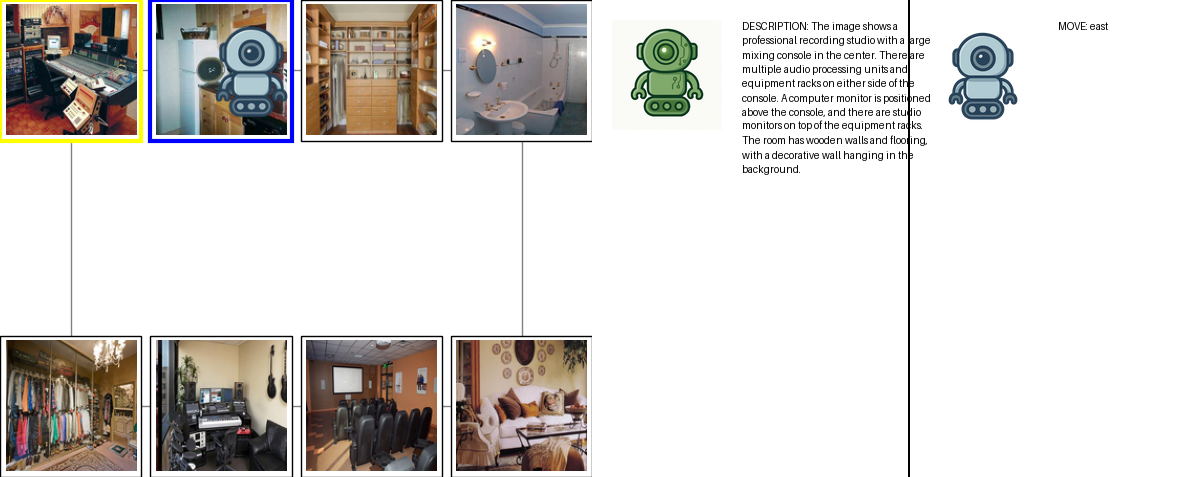 DESCRIPTION: The image shows a
professional recording studio with a large
mixing console in the center. There are
multiple audio processing units and
equipment racks on either side of the
console. A computer monitor is positioned
above the console, and there are studio
monitors on top of the equipment racks.
The room has wooden walls and flooring,
with a decorative wall hanging in the
background.
MOVE: east